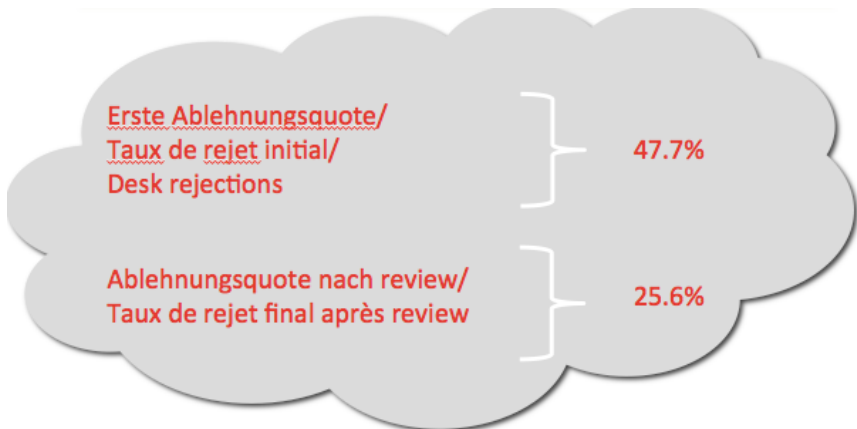 Erste Ablehnungsquote/
Taux de rejet initial/
Desk rejections
47.7%
Ablehnungsquote nach review/
Taux de rejet final après review
25.6%